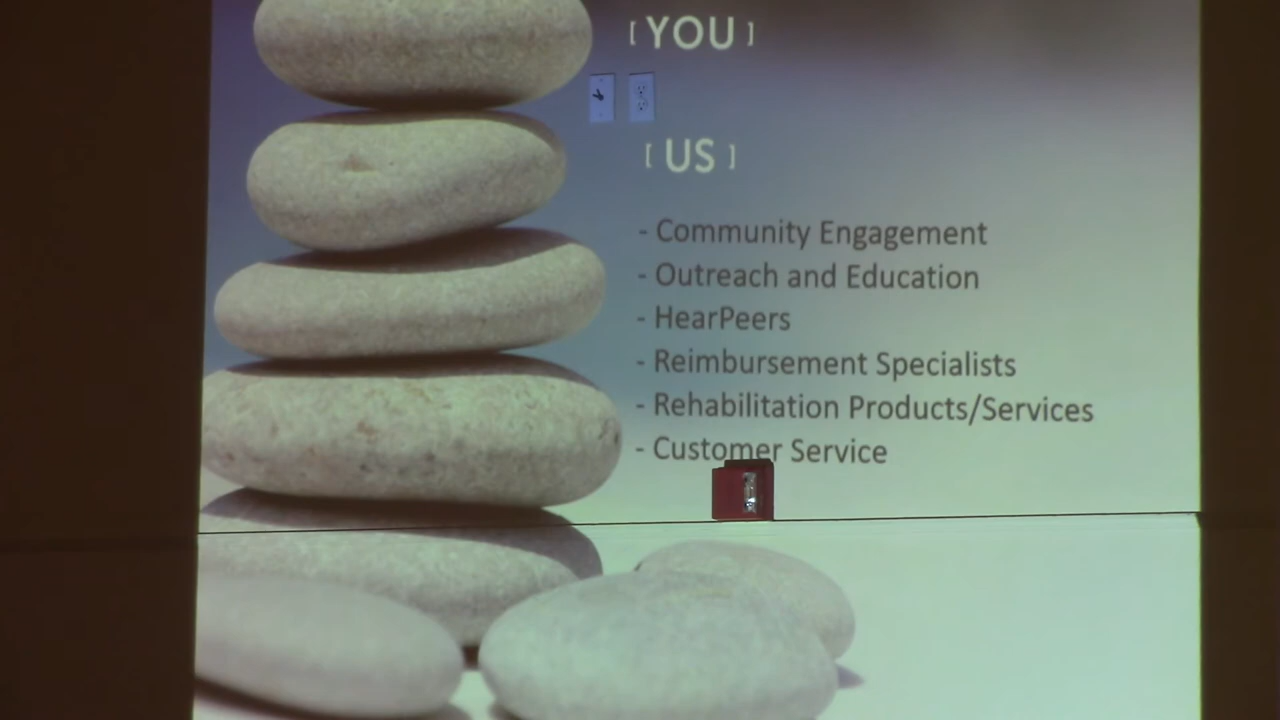 [ YOU ]
[ US ]
- Community Engagement
- Outreach and Education
- HearPeers
- Reimbursement Specialists
- Rehabilitation Products/Services
- Customer Service